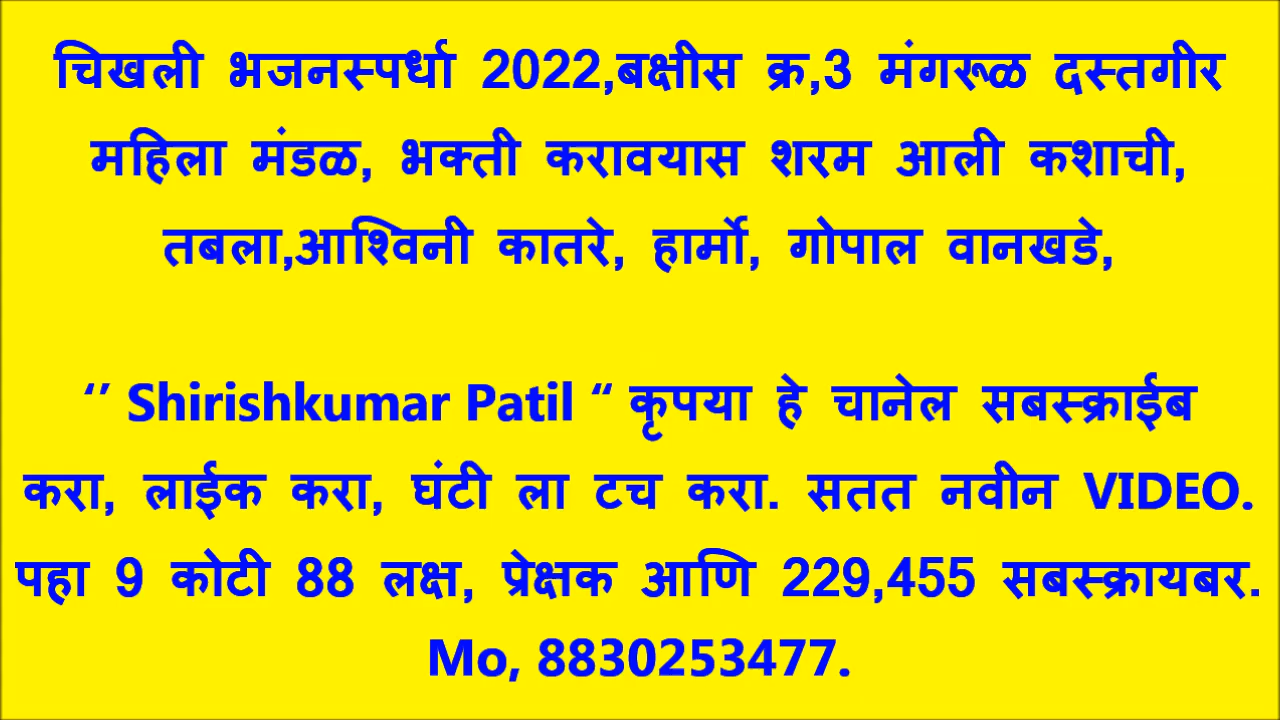 चिखली भजनस्पर्धा 2022,बक्षीस क्र,3 मंगरूळ दस्तगीर
महिला मंडळ, भक्ती करावयास शरम आली कशाची,
तबला,आश्विनी कातरे, हार्मो, गोपाल वानखडे,
‘’ Shirishkumar Patil “ कृपया हे चानेल सबस्क्राईब
करा, लाईक करा, घंटी ला टच करा. सतत नवीन VIDEO.
पहा 9 कोटी 88 लक्ष, प्रेक्षक आणि 229,455 सबस्क्रायबर.
Mo, 8830253477.